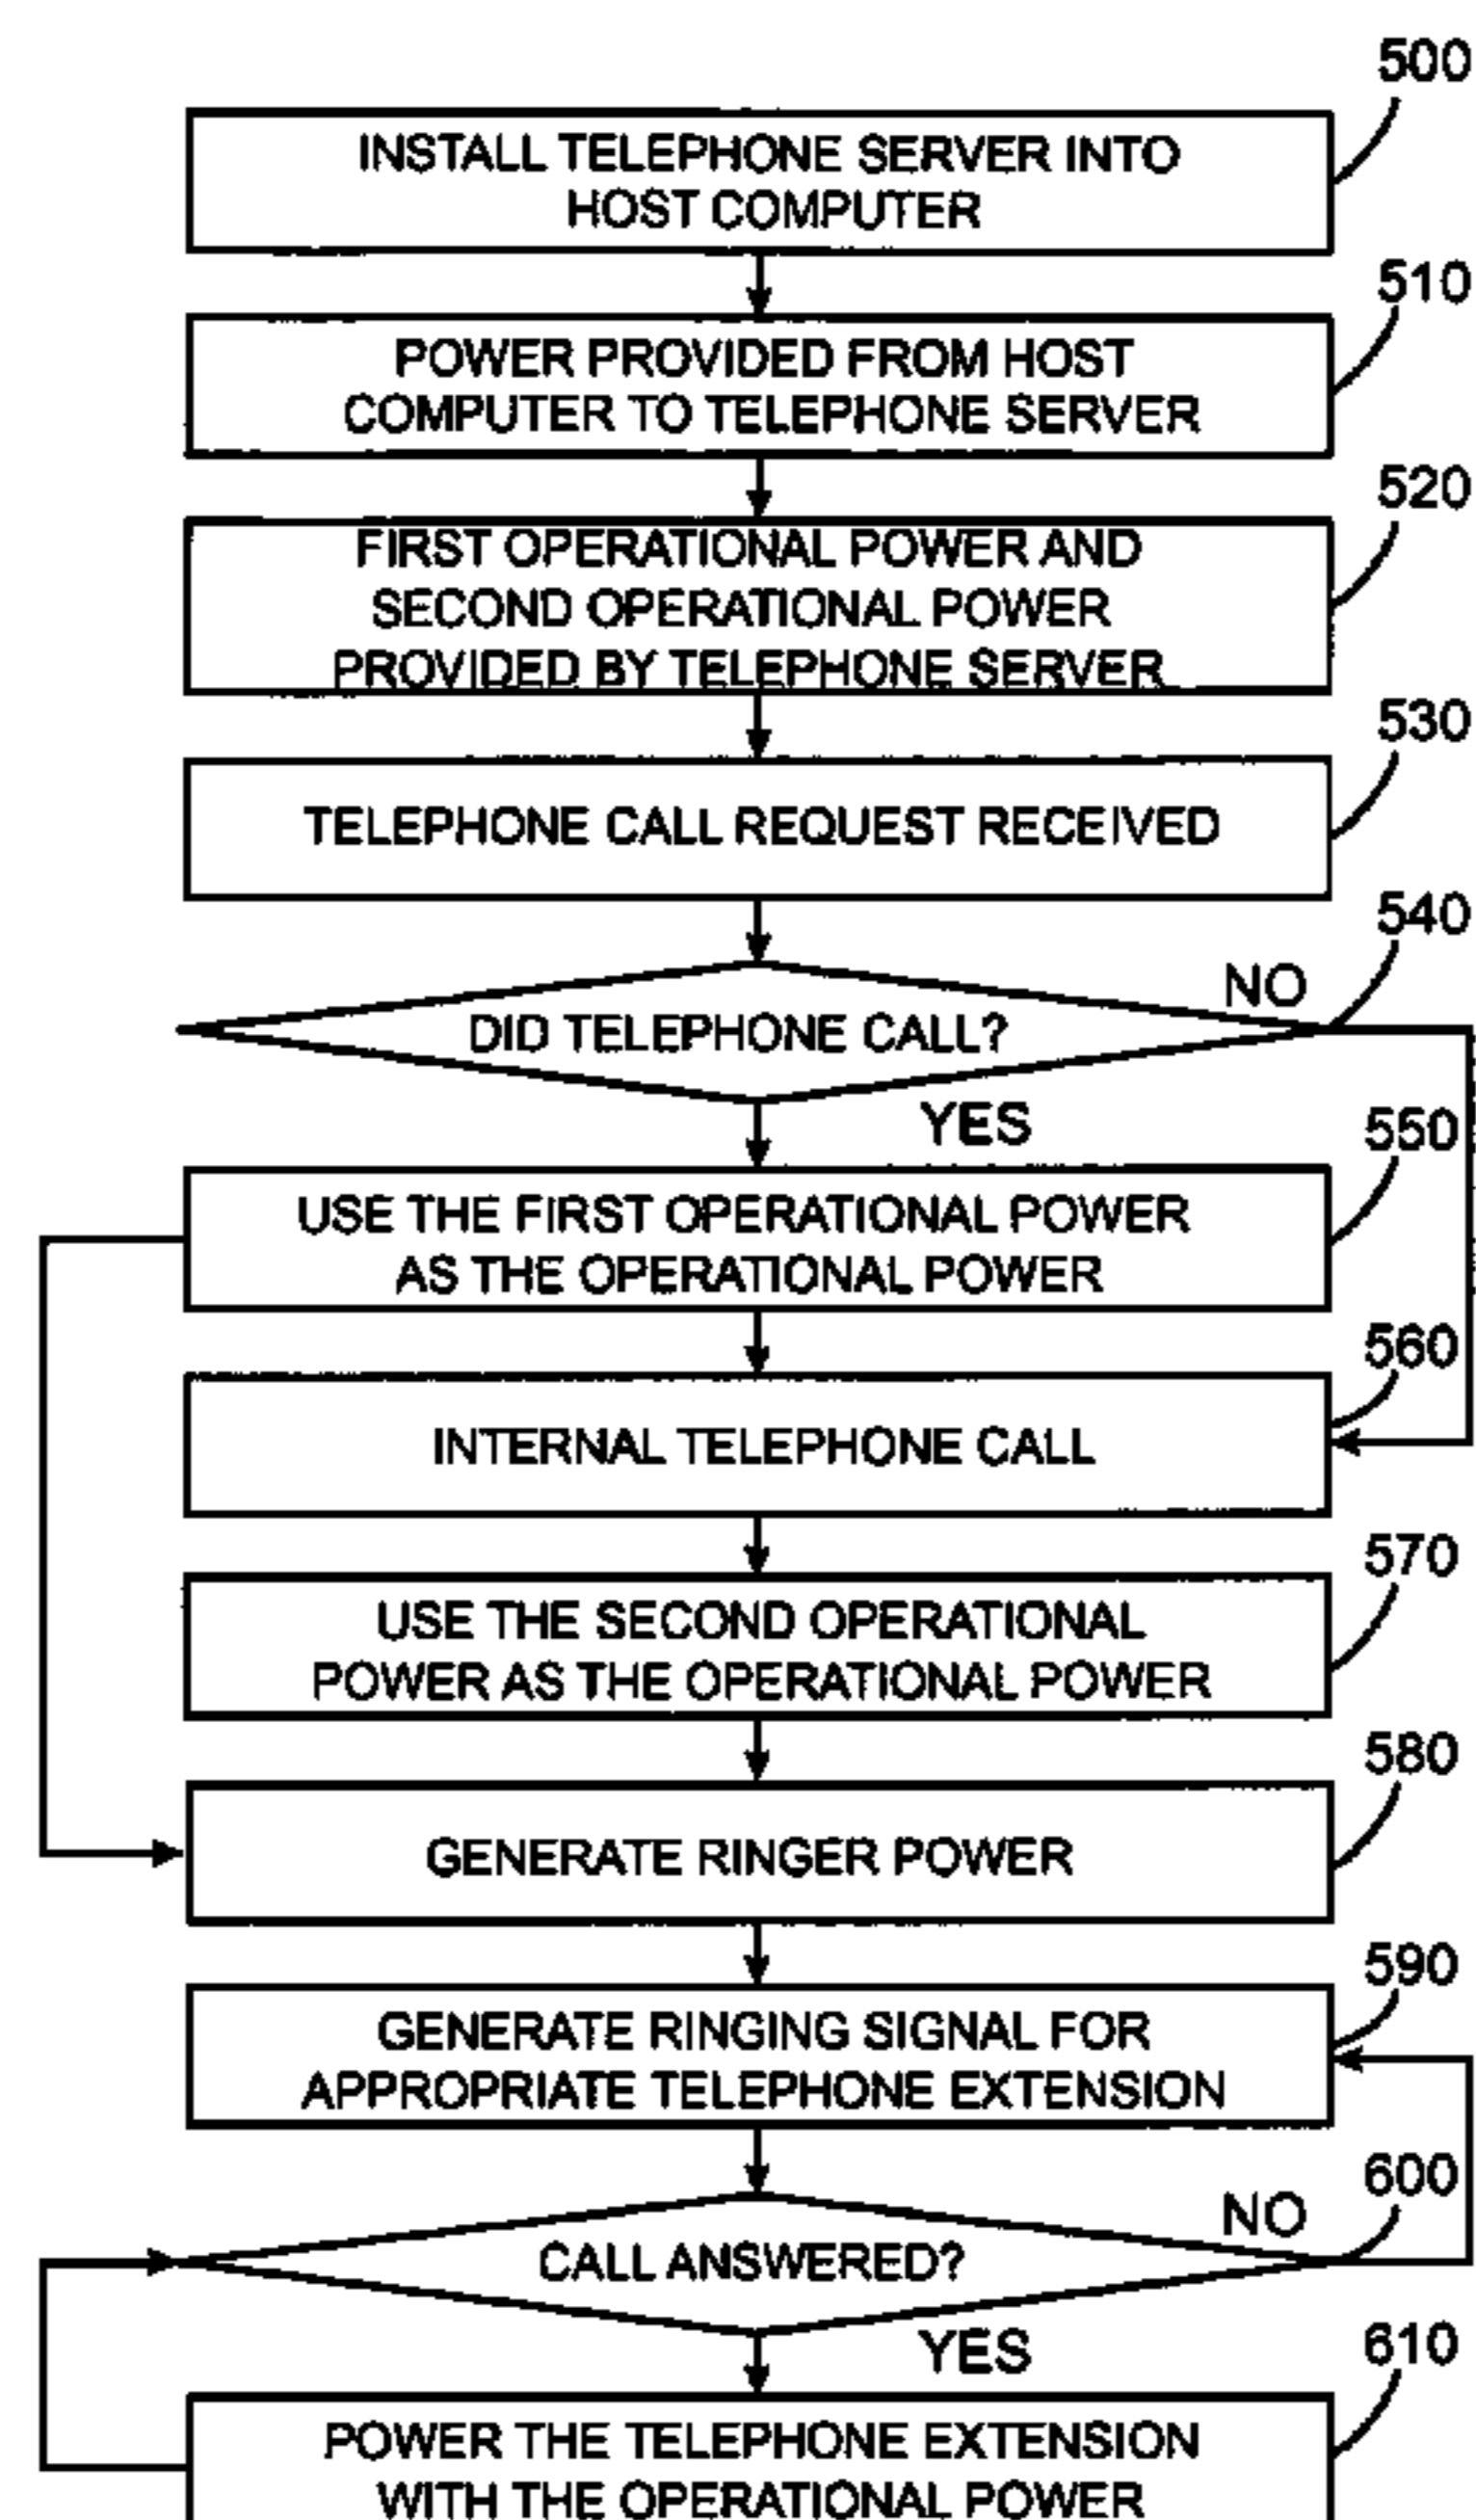 500
INSTALL TELEPHONE SERVER INTO
HOST COMPUTER
510
POWER PROVIDED FROM HOST
COMPUTER TO TELEPHONE SERVER
520
FIRST OPERATIONAL POWER AND
SECOND OPERATIONAL POWER
PROVIDED BY TELEPHONE SERVER
530
TELEPHONE CALL REQUEST RECEIVED
540
NO
DID TELEPHONE CALL?
YES
550
USE THE FIRST OPERATIONAL POWER
AS THE OPERATIONAL POWER
560
INTERNAL TELEPHONE CALL
570
USE THE SECOND OPERATIONAL
POWER AS THE OPERATIONAL POWER
580
GENERATE RINGER POWER
590
GENERATE RINGING SIGNAL FOR
APPROPRIATE TELEPHONE EXTENSION
600
NO
CALL ANSWERED?
YES
610
POWER THE TELEPHONE EXTENSION
WITH THE OPERATIONAL POWER